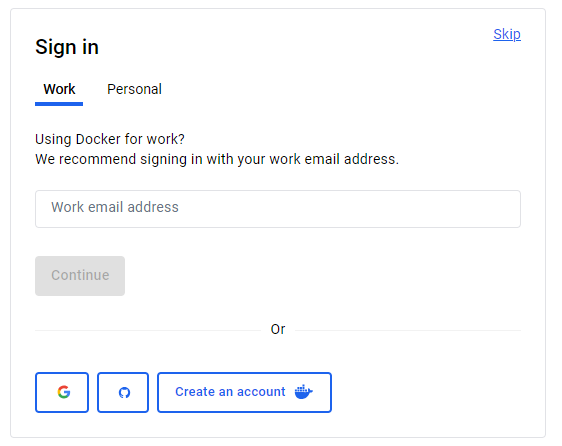 Skip
Sign in
Work
Personal
Using Docker for work?
We recommend signing in with your work email address.
Work email address
Continue
Or
Create an account